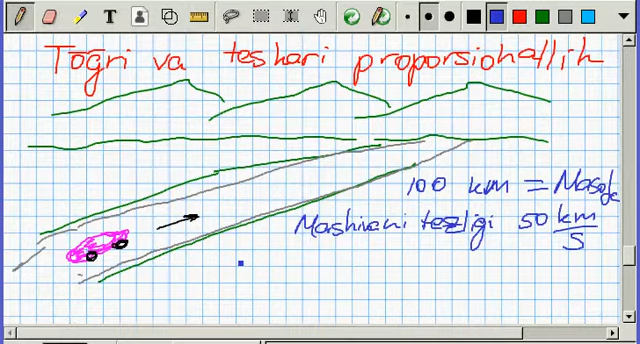 Togri va teskari proporsionallik
100 km = Masofa
Mashinani tezligi 50 km/S